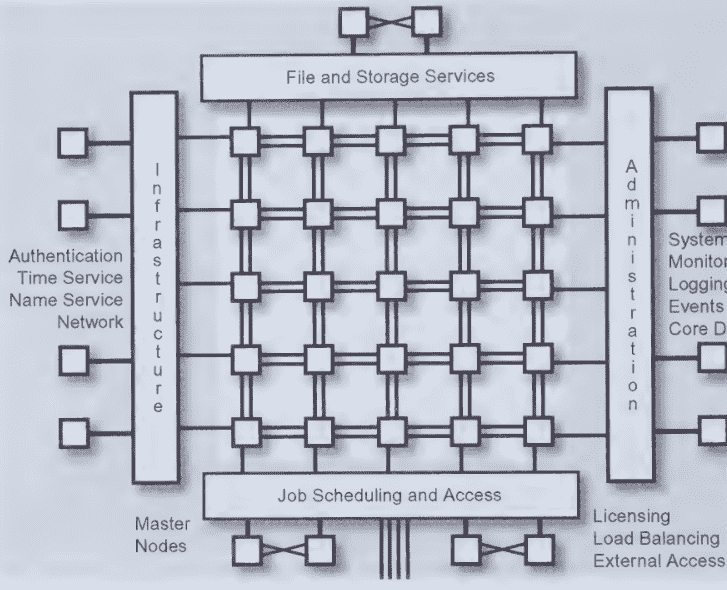 File and Storage Services
Infrastructure
Administration
Authentication
Time Service
Name Service
Network
System
Monitor
Logging
Events
Core D
Job Scheduling and Access
Master
Nodes
Licensing
Load Balancing
External Access